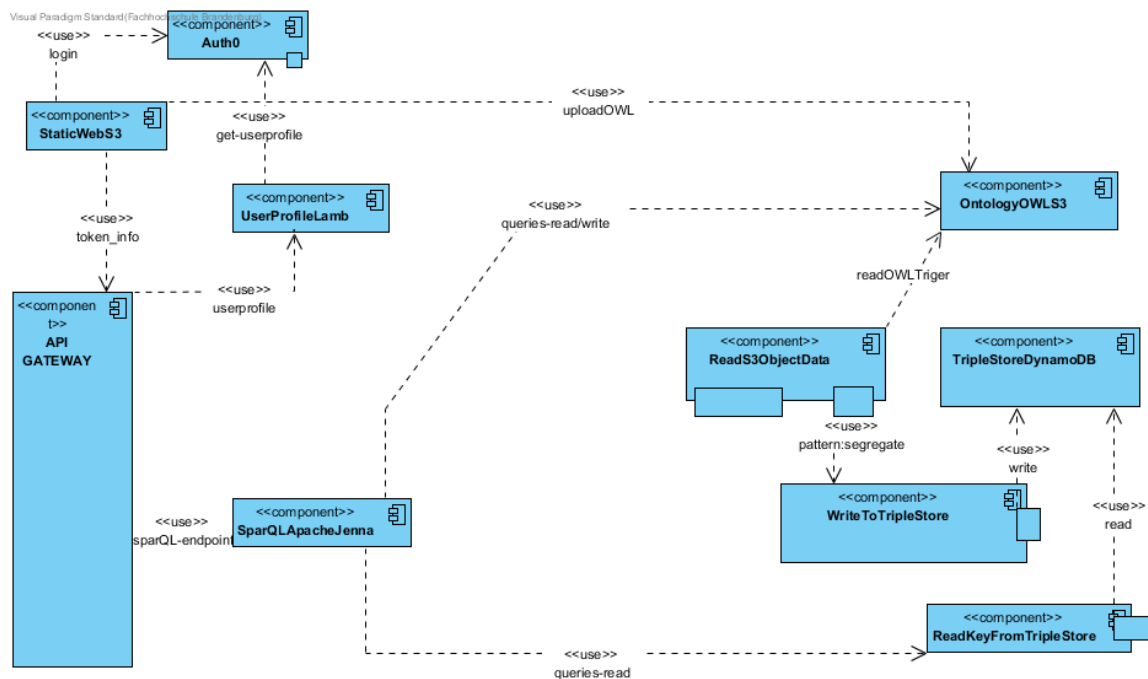 Visual Paradigm Standard(Fachhochschule Brandenburg)
<<component>>
Auth0
<<use>>
login
<<component>>
StaticWebS3
<<use>>
get-userprofile
<<use>>
uploadOWL
<<component>>
UserProfileLamb
<<component>>
OntologyOWLS3
<<use>>
queries-read/write
<<use>>
token_info
readOWLTriger
<<use>>
userprofile
<<componen
t>>
API
GATEWAY
<<component>>
ReadS3ObjectData
<<component>>
TripleStoreDynamoDB
<<use>>
pattern:segregate
<<use>>
write
<<component>>
WriteToTripleStore
<<use>>
read
<<component>>
SparQLApacheJenna
<<use>>
sparQL-endpoint
<<component>>
ReadKeyFromTripleStore
<<use>>
queries-read